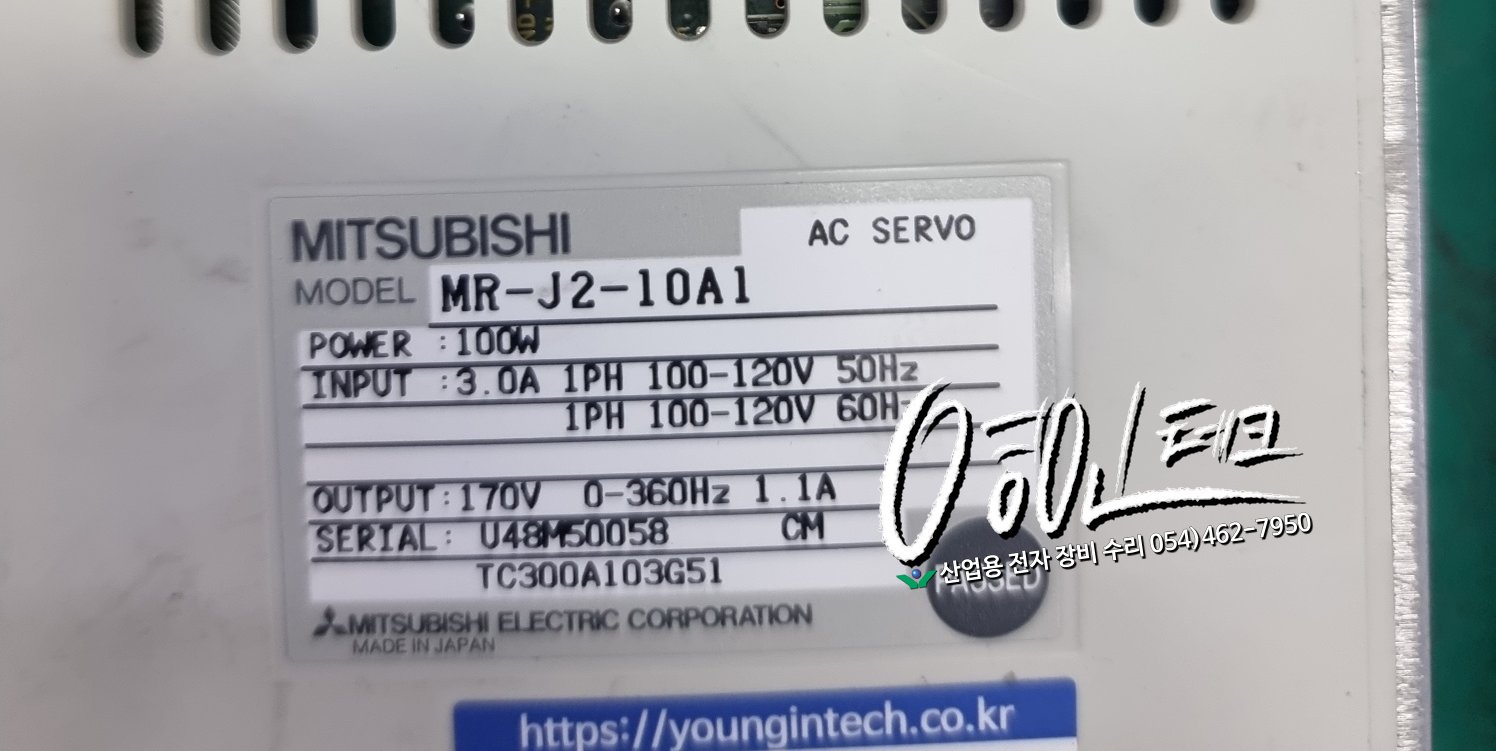 MITSUBISHI
AC SERVO
MODEL MR-J2-10A1
POWER :100W
INPUT :3.0A 1PH 100-120V 50Hz
1PH 100-120V 60Hz
OUTPUT:170V 0-360Hz 1.1A
SERIAL: U48M50058 CM
TC300A103G51
MITSUBISHI ELECTRIC CORPORATION
MADE IN JAPAN
PASSED
영인테크
산업용 전자 장비 수리 054)462-7950
https://youngintech.co.kr